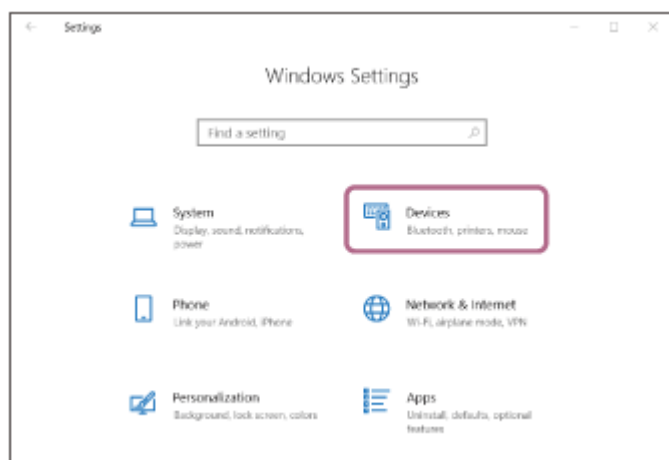 Settings
Windows Settings
Find a setting
System
Display, sound, notifications,
power
Devices
Bluetooth, printers, mouse
Phone
Link your Android, iPhone
Network & Internet
Wi-Fi, airplane mode, VPN
Personalization
Background, lock screen, colors
Apps
Uninstall, defaults, optional
features